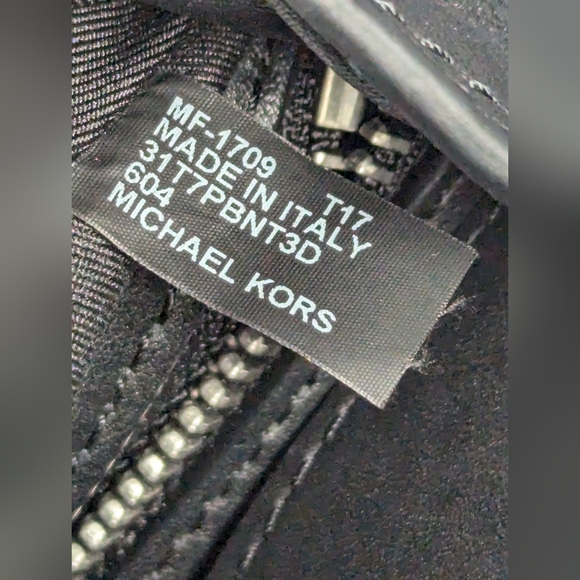 MF-1709 T17
MADE IN ITALY
31T7PBNT3D
604
MICHAEL KORS